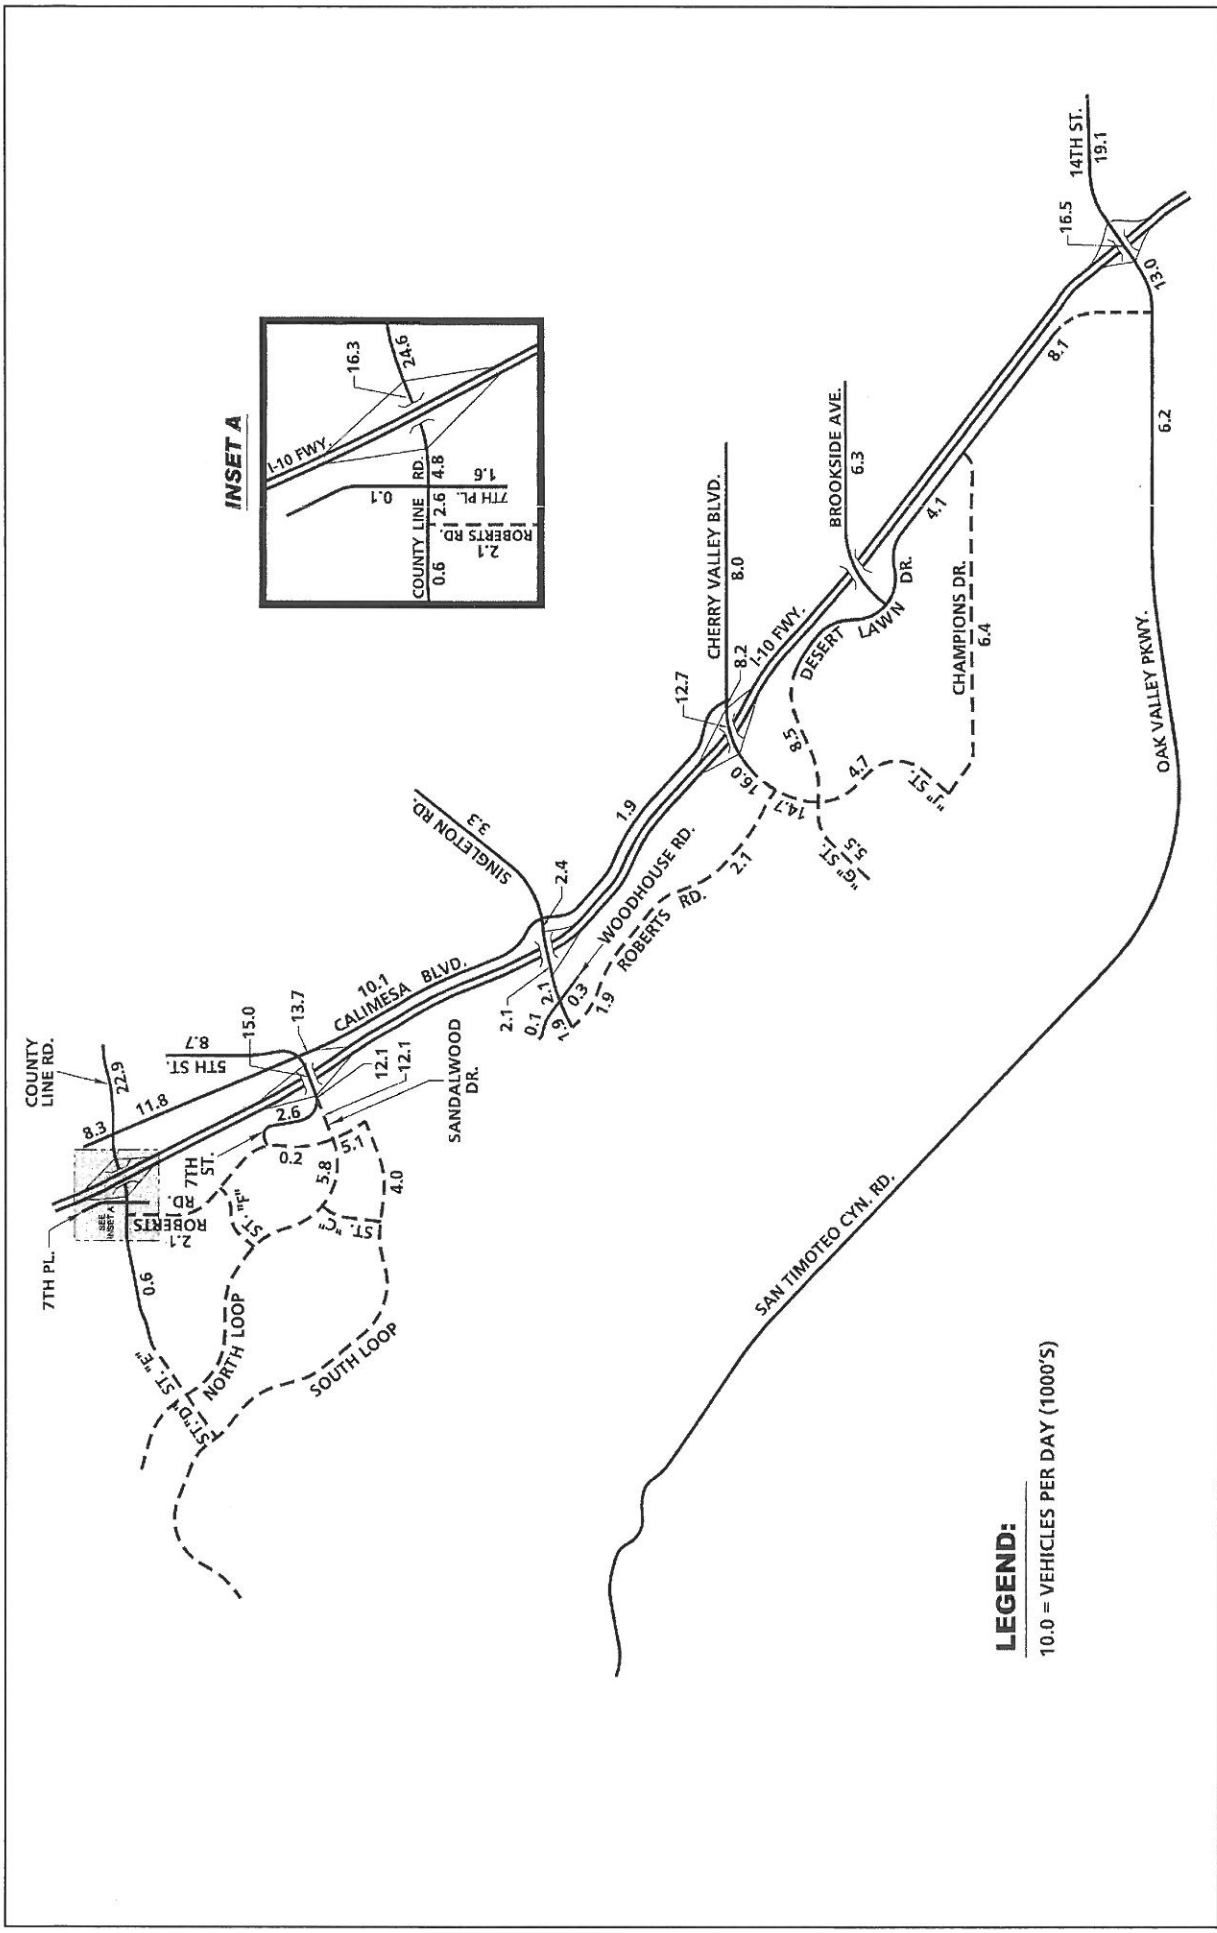 INSET A
I-10 FWY.
16.3
24.6
COUNTY LINE RD.
0.6
2.6
4.8
0.1
7TH PL.
1.6
ROBERTS RD.
2.1
COUNTY
LINE RD.
22.9
8.3
11.8
5TH ST.
8.7
15.0
13.7
10.1
CALIMESA BLVD.
12.1
12.1
SANDALWOOD
DR.
7TH PL.
SEE
INSET A
ROBERTS RD.
2.1
7TH
ST.
2.6
0.2
5.1
5.8
4.0
ST. "F"
ST. "C"
0.6
ST. "E"
ST. "D"
NORTH LOOP
SOUTH LOOP
SINGLETON RD.
3.3
2.4
2.1
2.1
0.1
0.3
1.9
WOODHOUSE RD.
ROBERTS RD.
2.1
1.9
CHERRY VALLEY BLVD.
8.0
12.7
8.2
16.0
14.7
I-10 FWY.
8.5
4.7
"J" ST.
"G" ST.
5.5
BROOKSIDE AVE.
6.3
DESERT LAWN DR.
4.1
CHAMPIONS DR.
6.4
8.1
14TH ST.
19.1
16.5
13.0
6.2
OAK VALLEY PKWY.
SAN TIMOTEO CYN. RD.
LEGEND:
10.0 = VEHICLES PER DAY (1000'S)